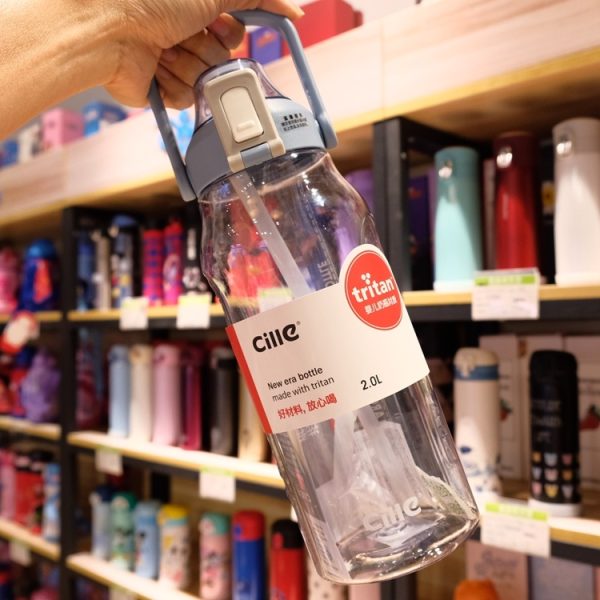 tritan
婴儿奶瓶材质
Cille®
New era bottle
made with tritan
2.0L
好材料,放心喝
Cille